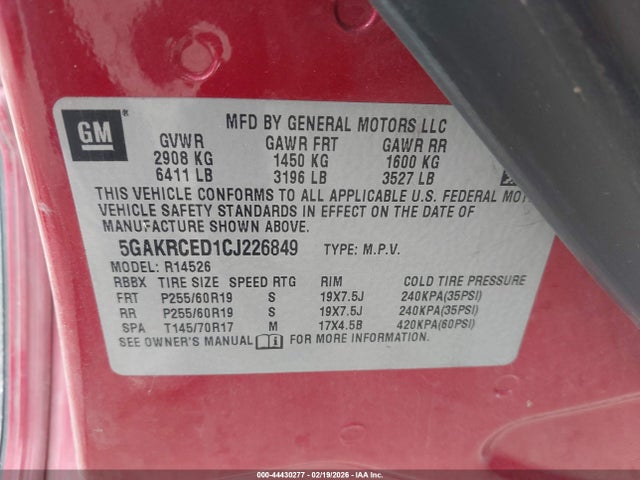 GM
MFD BY GENERAL MOTORS LLC
GVWR GAWR FRT GAWR RR
2908 KG 1450 KG 1600 KG
6411 LB 3196 LB 3527 LB
THIS VEHICLE CONFORMS TO ALL APPLICABLE U.S. FEDERAL
VEHICLE SAFETY STANDARDS IN EFFECT ON THE DATE OF
MANUFACTURE SHOWN ABOVE.
5GAKRCED1CJ226849 TYPE: M.P.V.
MODEL: R14526
RBBX TIRE SIZE SPEED RTG RIM COLD TIRE PRESSURE
FRT P255/60R19 S 19X7.5J 240KPA(35PSI)
RR P255/60R19 S 19X7.5J 240KPA(35PSI)
SPA T145/70R17 M 17X4.5B 420KPA(60PSI)
SEE OWNER'S MANUAL FOR MORE INFORMATION.
000-44430277 - 02/19/2026 - IAAI.COM